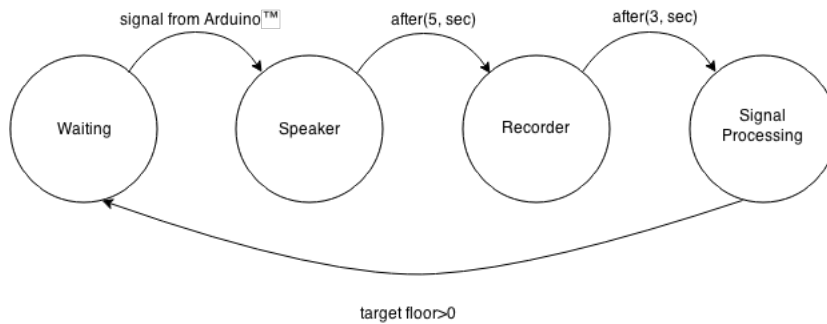 signal from Arduino™
after(5, sec)
after(3, sec)
Waiting
Speaker
Recorder
Signal
Processing
target floor>0